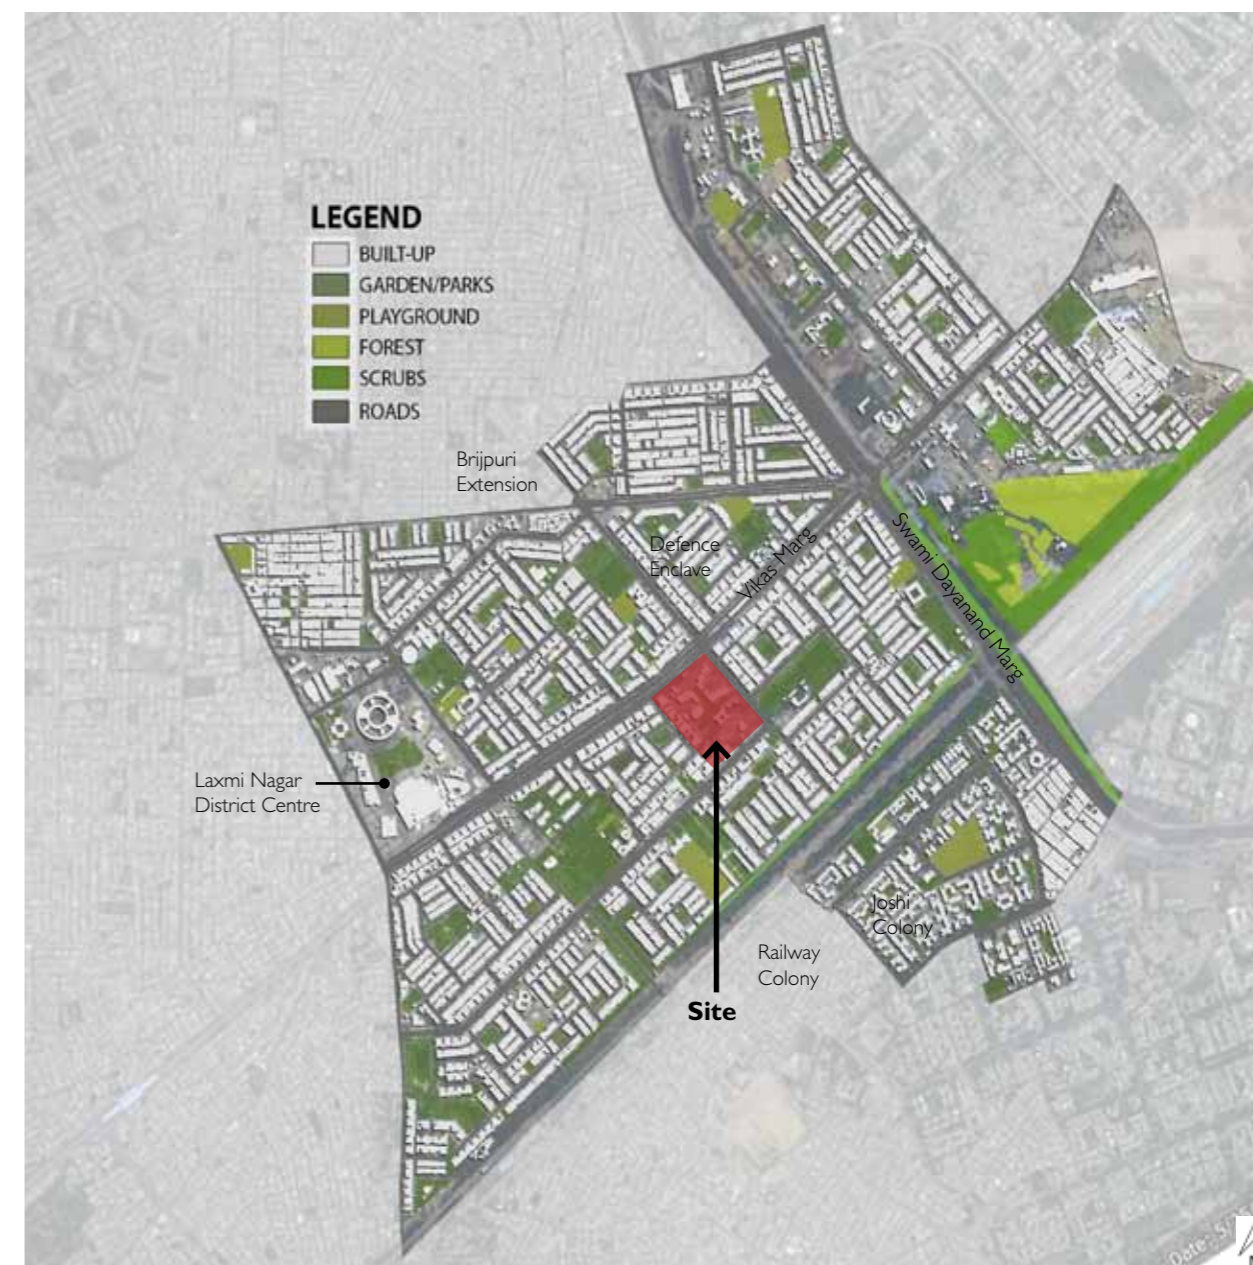 LEGEND
BUILT-UP
GARDEN/PARKS
PLAYGROUND
FOREST
SCRUBS
ROADS
Brijpuri
Extension
Defence
Enclave
Vikas Marg
Swami Dayanand Marg
Laxmi Nagar
District Centre
Joshi
Colony
Railway
Colony
Site
Date: